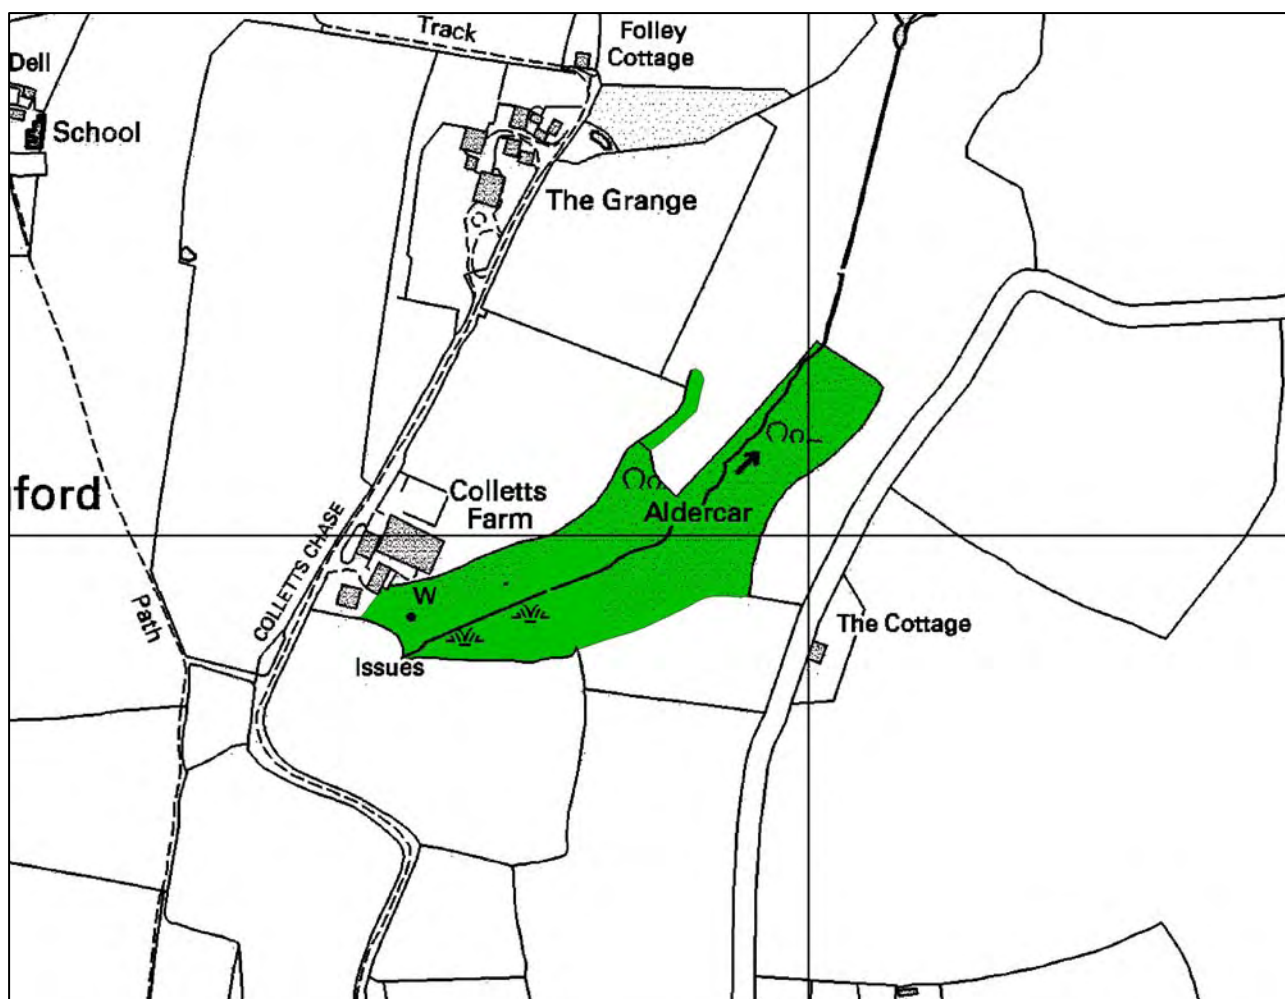 Track
Folley
Cottage
Dell
School
The Grange
ford
Colletts
Farm
COLLETTS CHASE
Aldercar
W
Path
The Cottage
Issues